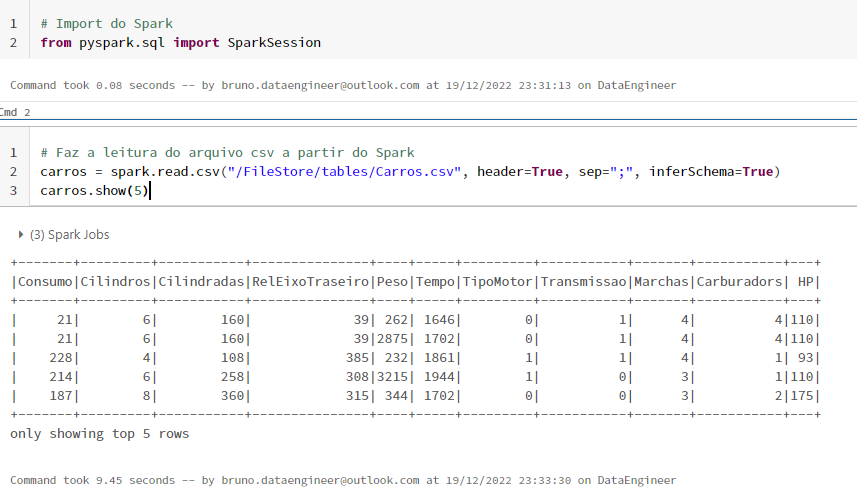 1 # Import do Spark
2 from pyspark.sql import SparkSession
Command took 0.08 seconds -- by bruno.dataengineer@outlook.com at 19/12/2022 23:31:13 on DataEngineer
Cmd 2
1 # Faz a leitura do arquivo csv a partir do Spark
2 carros = spark.read.csv("/FileStore/tables/Carros.csv", header=True, sep=";", inferSchema=True)
3 carros.show(5)
(3) Spark Jobs
+-------+---------+-----------+---------------+----+-----+---------+-----------+-------+-----------+---+
|Consumo|Cilindros|Cilindradas|RelEixoTraseiro|Peso|Tempo|TipoMotor|Transmissao|Marchas|Carburadors| HP|
+-------+---------+-----------+---------------+----+-----+---------+-----------+-------+-----------+---+
|     21|        6|        160|             39| 262| 1646|        0|          1|      4|          4|110|
|     21|        6|        160|             39|2875| 1702|        0|          1|      4|          4|110|
|    228|        4|        108|            385| 232| 1861|        1|          1|      4|          1| 93|
|    214|        6|        258|            308|3215| 1944|        1|          0|      3|          1|110|
|    187|        8|        360|            315| 344| 1702|        0|          0|      3|          2|175|
+-------+---------+-----------+---------------+----+-----+---------+-----------+-------+-----------+---+
only showing top 5 rows
Command took 9.45 seconds -- by bruno.dataengineer@outlook.com at 19/12/2022 23:33:30 on DataEngineer